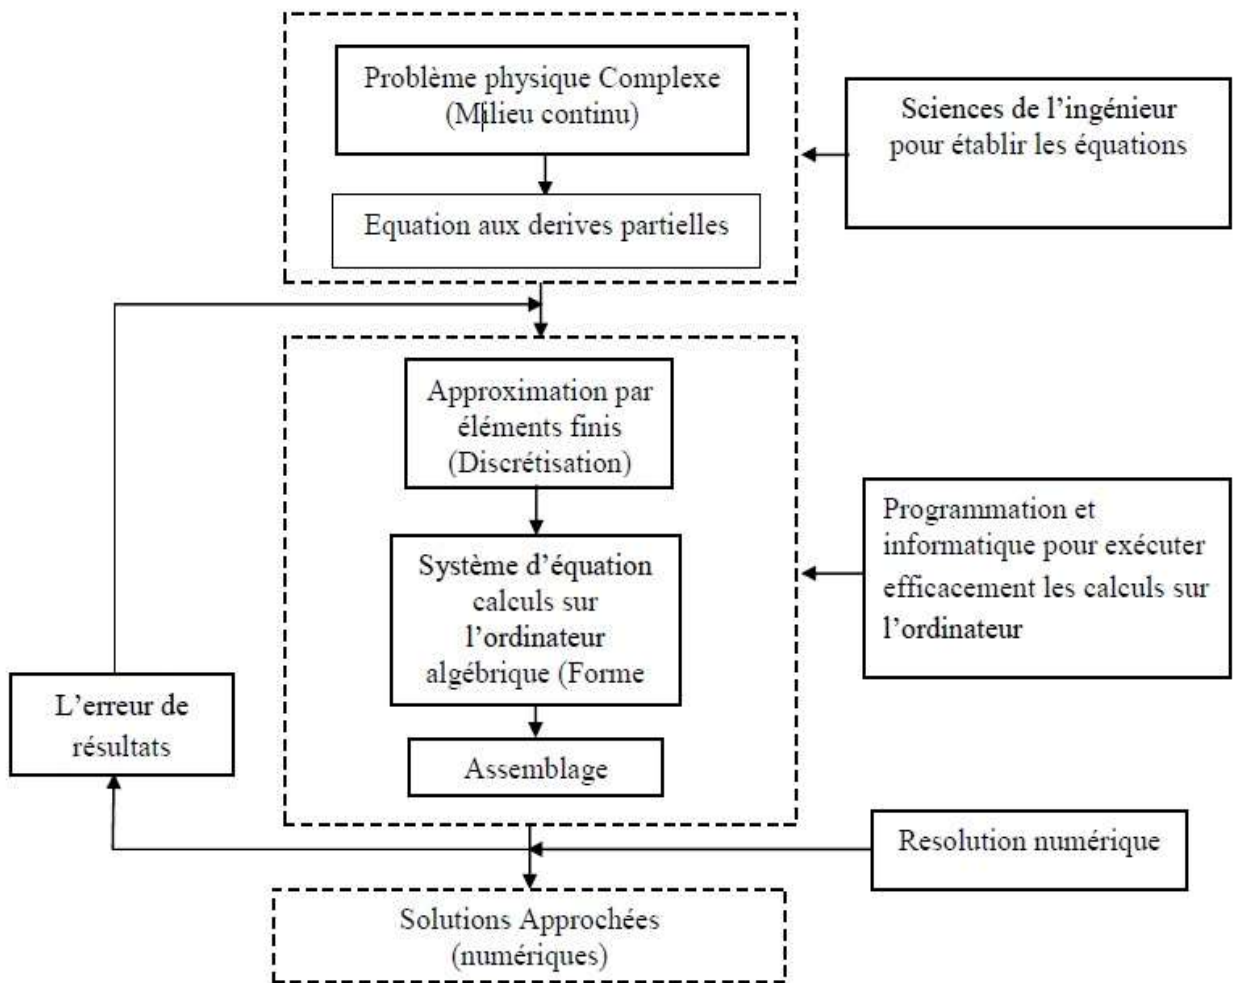 Problème physique Complexe
(Milieu continu)
Sciences de l'ingénieur
pour établir les équations
Equation aux derives partielles
Approximation par
éléments finis
(Discrétisation)
Programmation et
informatique pour exécuter
efficacement les calculs sur
l'ordinateur
Système d'équation
calculs sur
l'ordinateur
algébrique (Forme
L'erreur de
résultats
Assemblage
Resolution numérique
Solutions Approchées
(numériques)